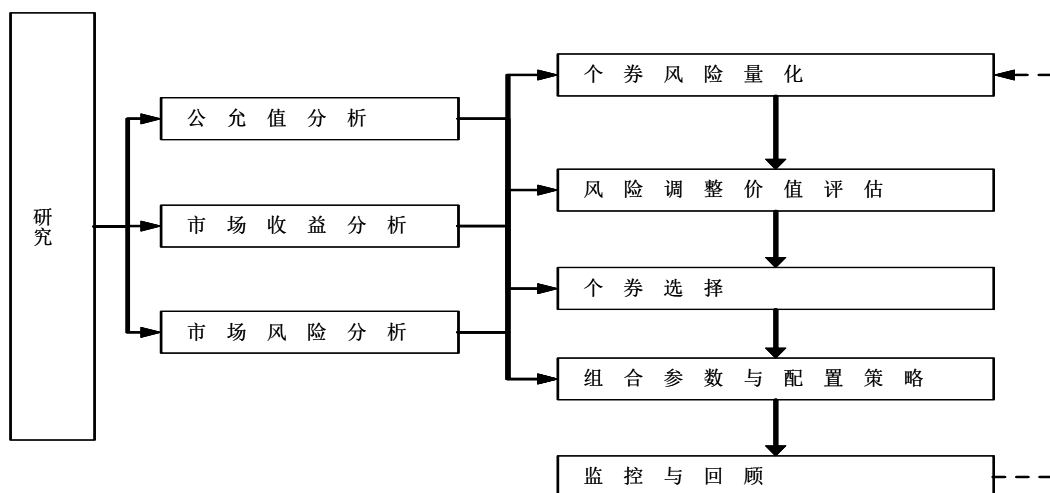 研究
公允值分析
市场收益分析
市场风险分析
个券风险量化
风险调整价值评估
个券选择
组合参数与配置策略
监控与回顾